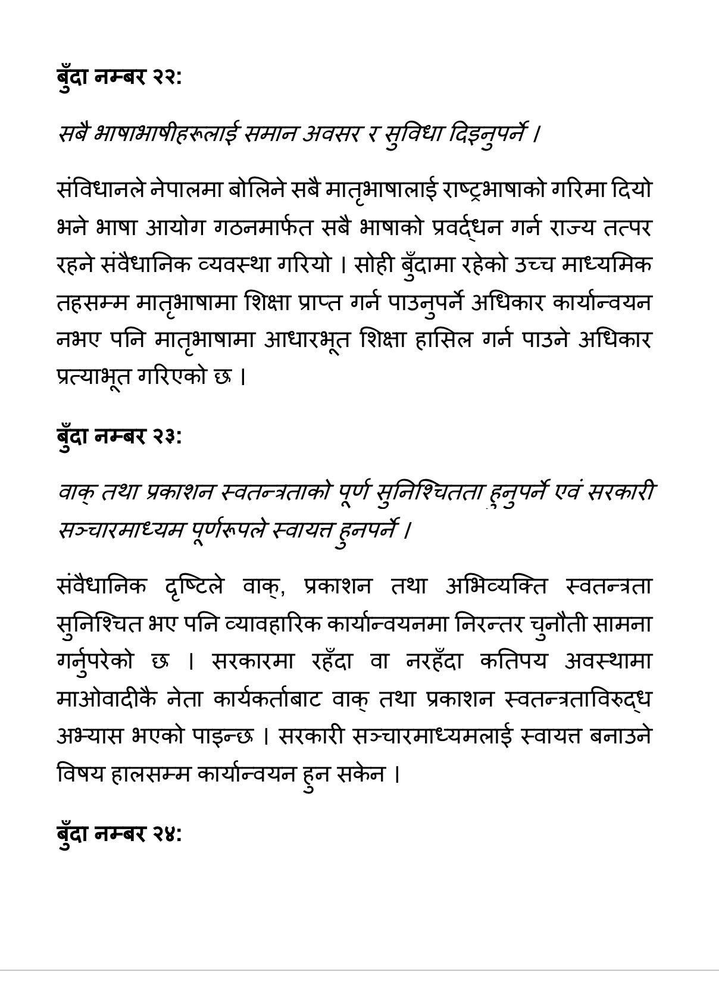 बुँदा नम्बर २२:
सबै भाषाभाषीहरूलाई समान अवसर र सुविधा दिइनुपर्ने ।
संविधानले नेपालमा बोलिने सबै मातृभाषालाई राष्ट्रभाषाको गरिमा दियो
भने भाषा आयोग गठनमार्फत सबै भाषाको प्रवर्द्धन गर्न राज्य तत्पर
रहने संवैधानिक व्यवस्था गरियो । सोही बुँदामा रहेको उच्च माध्यमिक
तहसम्म मातृभाषामा शिक्षा प्राप्त गर्न पाउनुपर्ने अधिकार कार्यान्वयन
नभए पनि मातृभाषामा आधारभूत शिक्षा हासिल गर्न पाउने अधिकार
प्रत्याभूत गरिएको छ ।
बुँदा नम्बर २३:
वाक् तथा प्रकाशन स्वतन्त्रताको पूर्ण सुनिश्चितता हुनुपर्ने एवं सरकारी
सञ्चारमाध्यम पूर्णरूपले स्वायत्त हुनपर्ने ।
संवैधानिक दृष्टिले वाक्, प्रकाशन तथा अभिव्यक्ति स्वतन्त्रता
सुनिश्चित भए पनि व्यावहारिक कार्यान्वयनमा निरन्तर चुनौती सामना
गर्नुपरेको छ । सरकारमा रहँदा वा नरहँदा कतिपय अवस्थामा
माओवादीकै नेता कार्यकर्ताबाट वाक् तथा प्रकाशन स्वतन्त्रताविरुद्ध
अभ्यास भएको पाइन्छ । सरकारी सञ्चारमाध्यमलाई स्वायत्त बनाउने
विषय हालसम्म कार्यान्वयन हुन सकेन ।
बुँदा नम्बर २४: